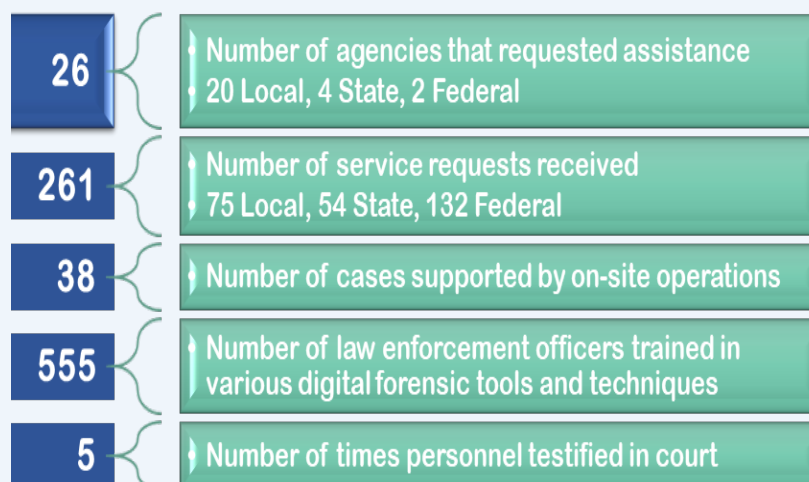 26
• Number of agencies that requested assistance
• 20 Local, 4 State, 2 Federal
261
• Number of service requests received
• 75 Local, 54 State, 132 Federal
38
• Number of cases supported by on-site operations
555
• Number of law enforcement officers trained in
various digital forensic tools and techniques
5
• Number of times personnel testified in court